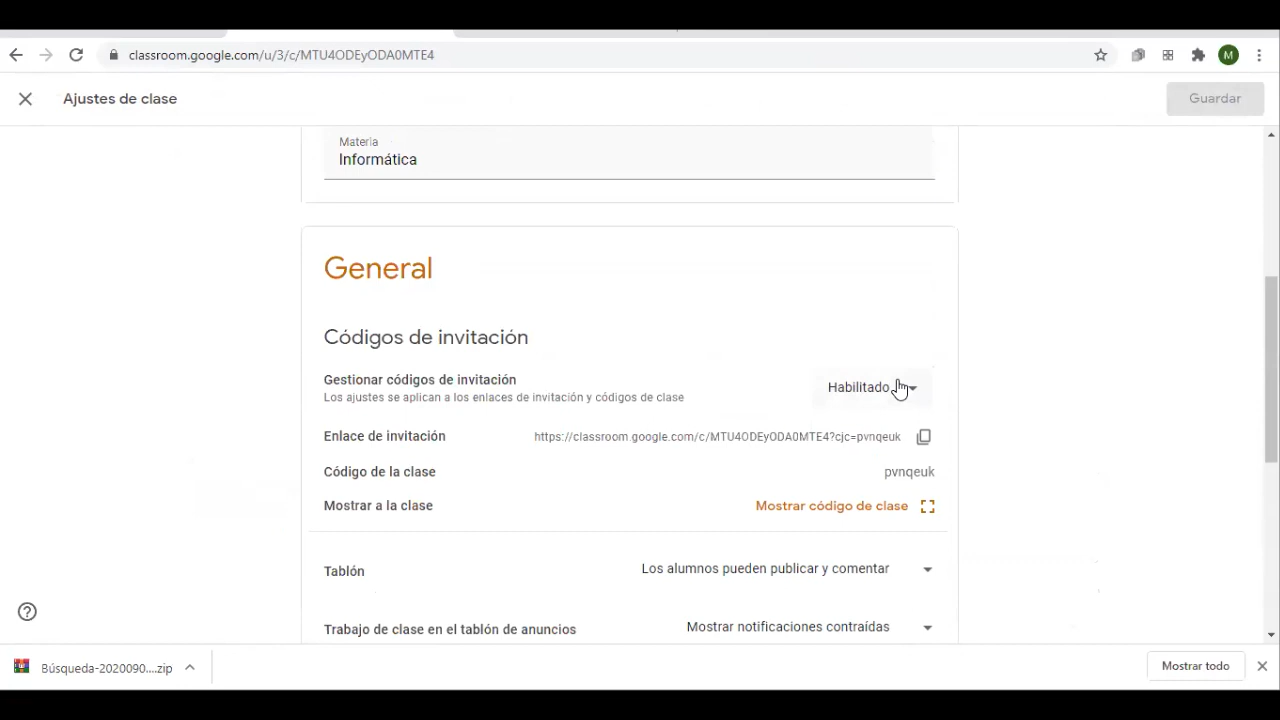 classroom.google.com/u/3/c/MTU4ODEyODA0MTE4
M
Ajustes de clase
Guardar
Materia
Informática
General
Códigos de invitación
Gestionar códigos de invitación
Habilitado
Los ajustes se aplican a los enlaces de invitación y códigos de clase
Enlace de invitación
https://classroom.google.com/c/MTU4ODEyODA0MTE4?cjc=pvnqeuk
Código de la clase
pvnqeuk
Mostrar a la clase
Mostrar código de clase
Tablón
Los alumnos pueden publicar y comentar
Trabajo de clase en el tablón de anuncios
Mostrar notificaciones contraídas
Búsqueda-2020090....zip
Mostrar todo